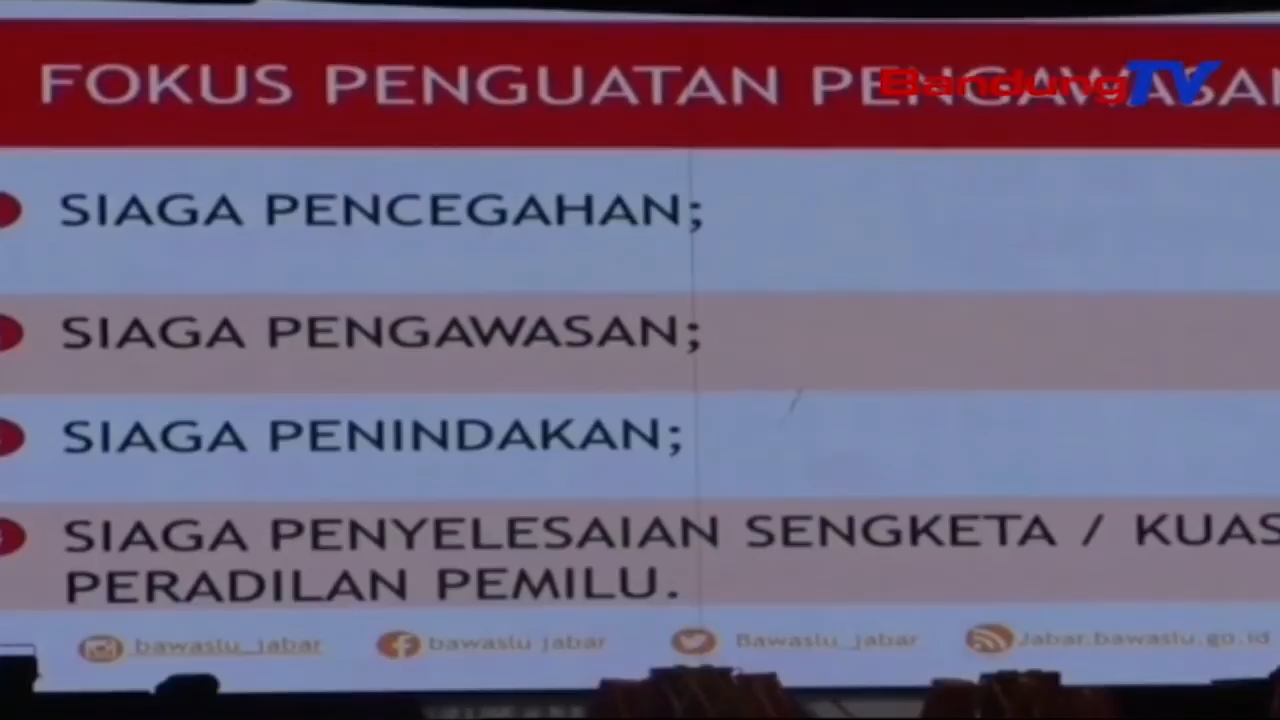 FOKUS PENGUATAN PENGAWASAN
BandungTV
SIAGA PENCEGAHAN;
SIAGA PENGAWASAN;
SIAGA PENINDAKAN;
SIAGA PENYELESAIAN SENGKETA / KUAS
PERADILAN PEMILU.
bawaslu_jabar bawaslu jabar Bawaslu_jabar Jabar.bawaslu.go.id